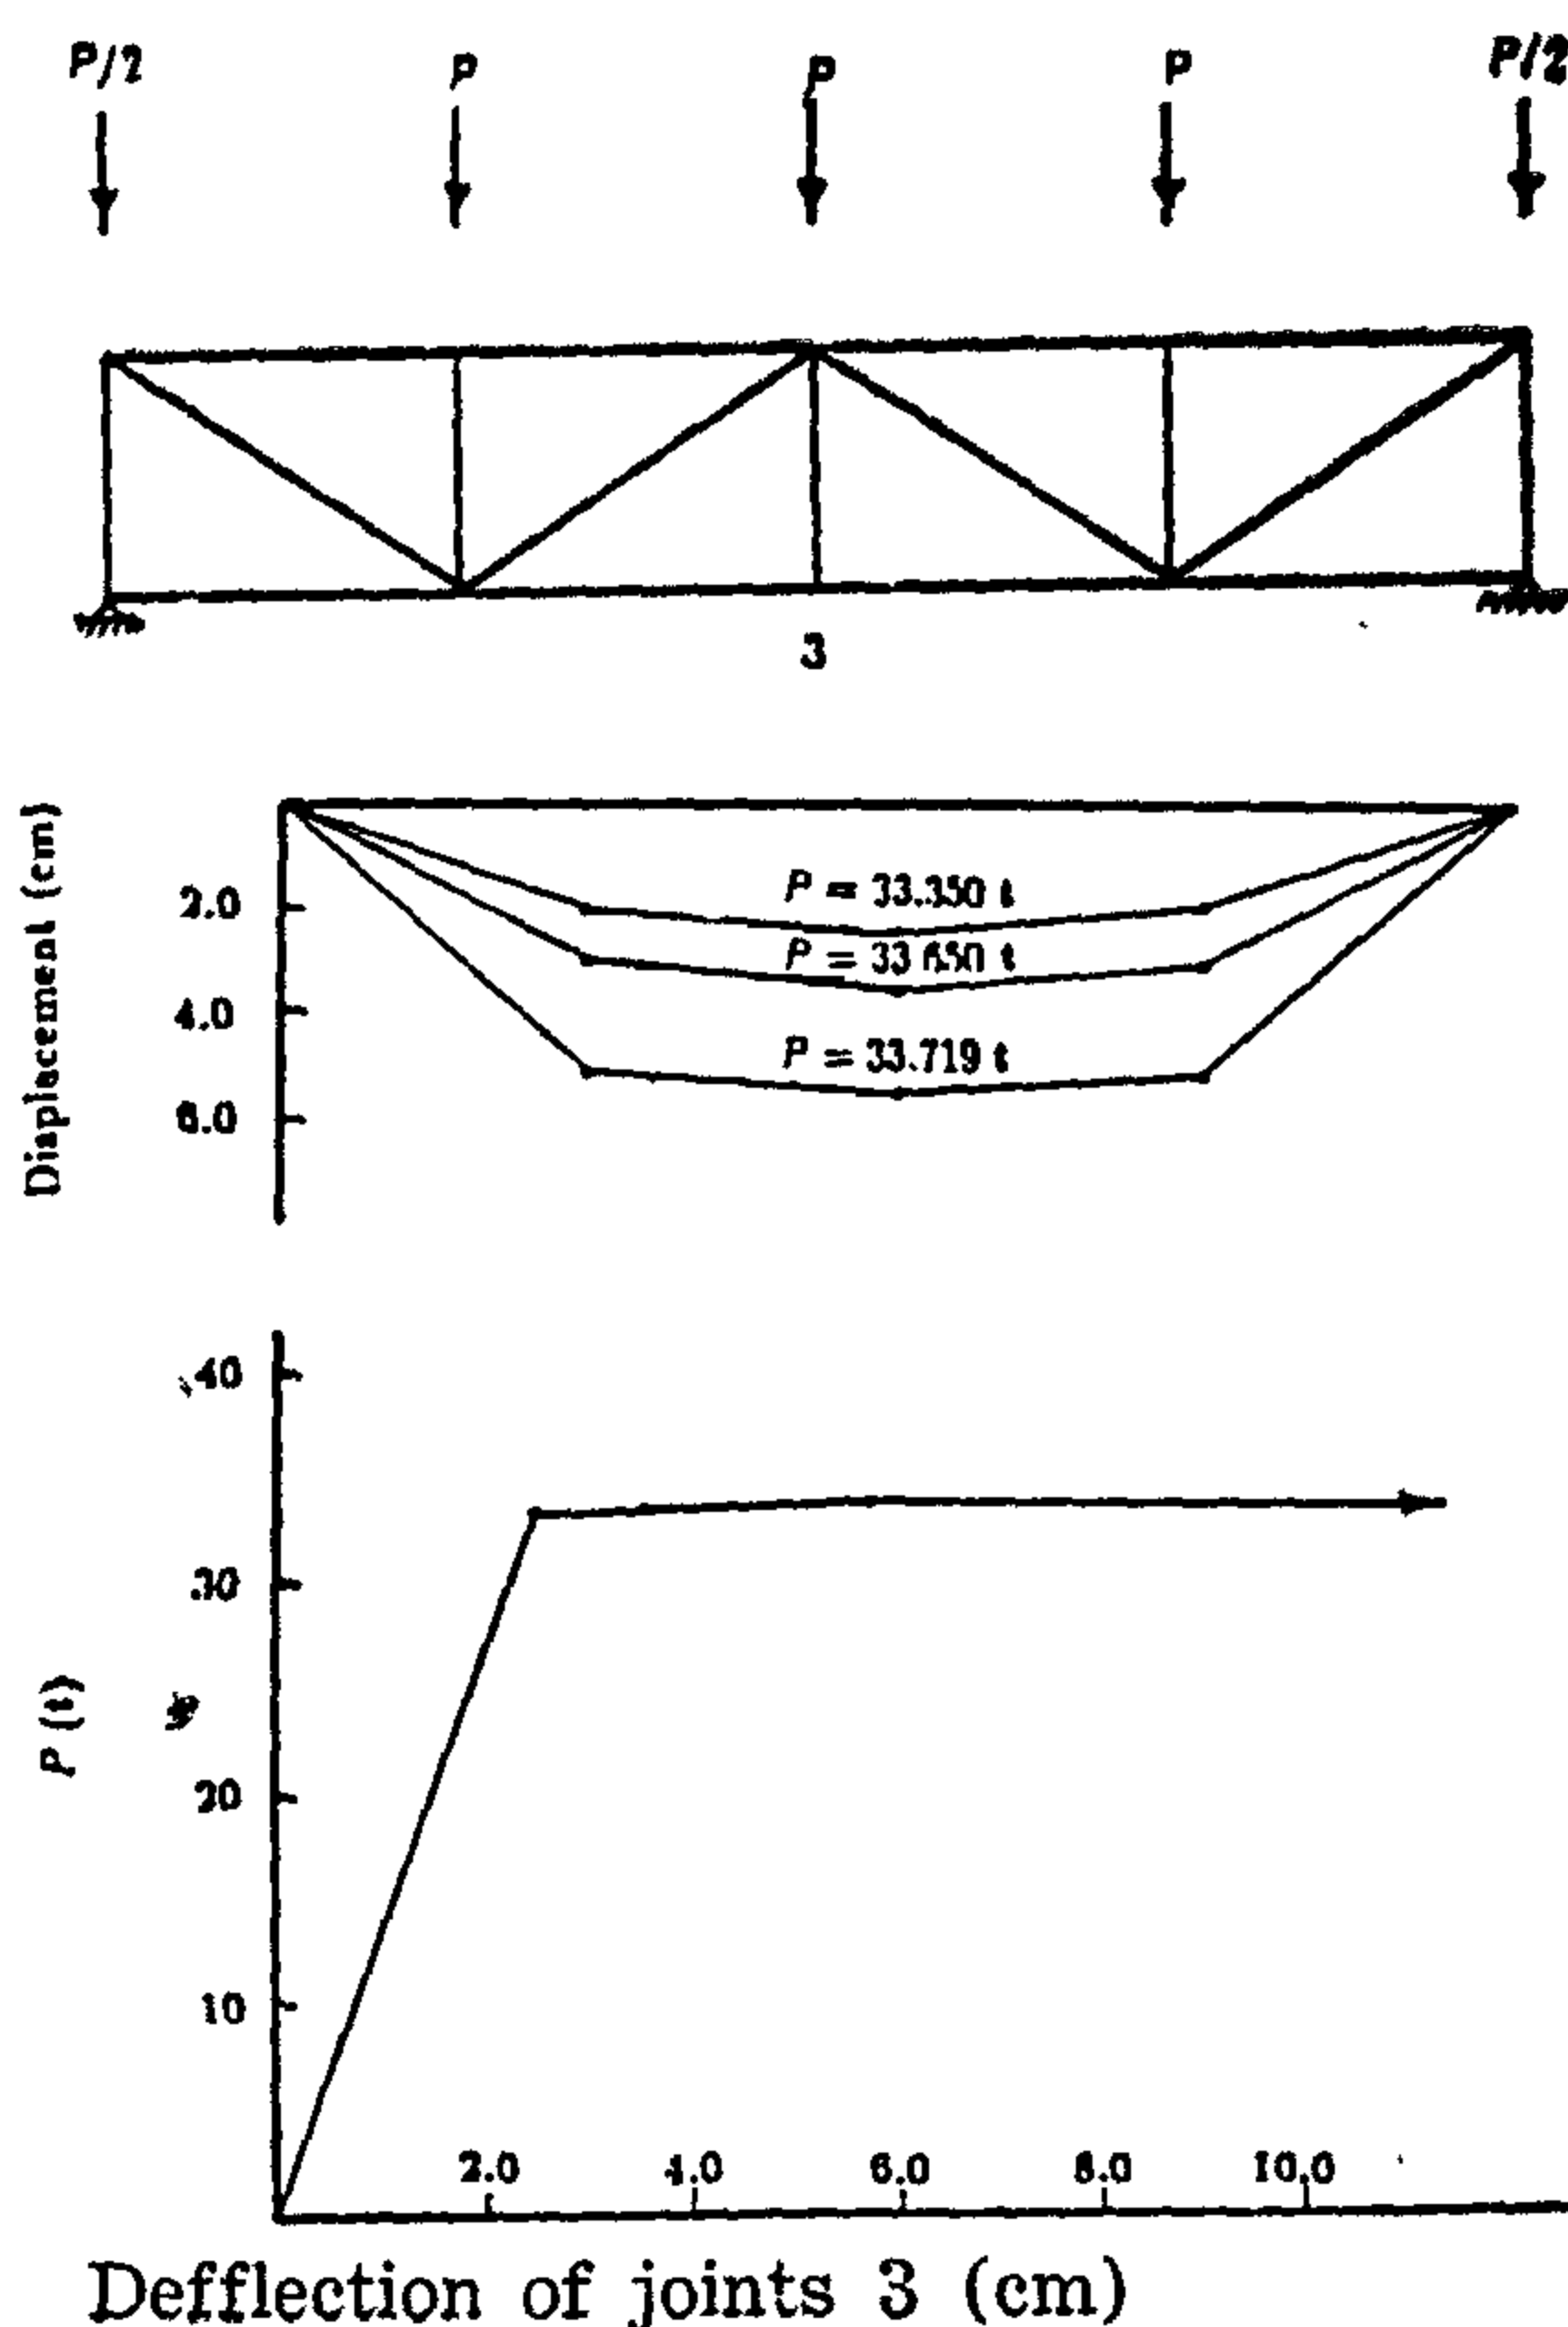 P/2 P P P P/2
3
Displacement (cm)
2.0
4.0
6.0
P = 33.350 t
P = 33 650 t
P = 33.719 t
P (t)
40
30
20
10
2.0 4.0 6.0 8.0 10.0
Defflection of joints 3 (cm)